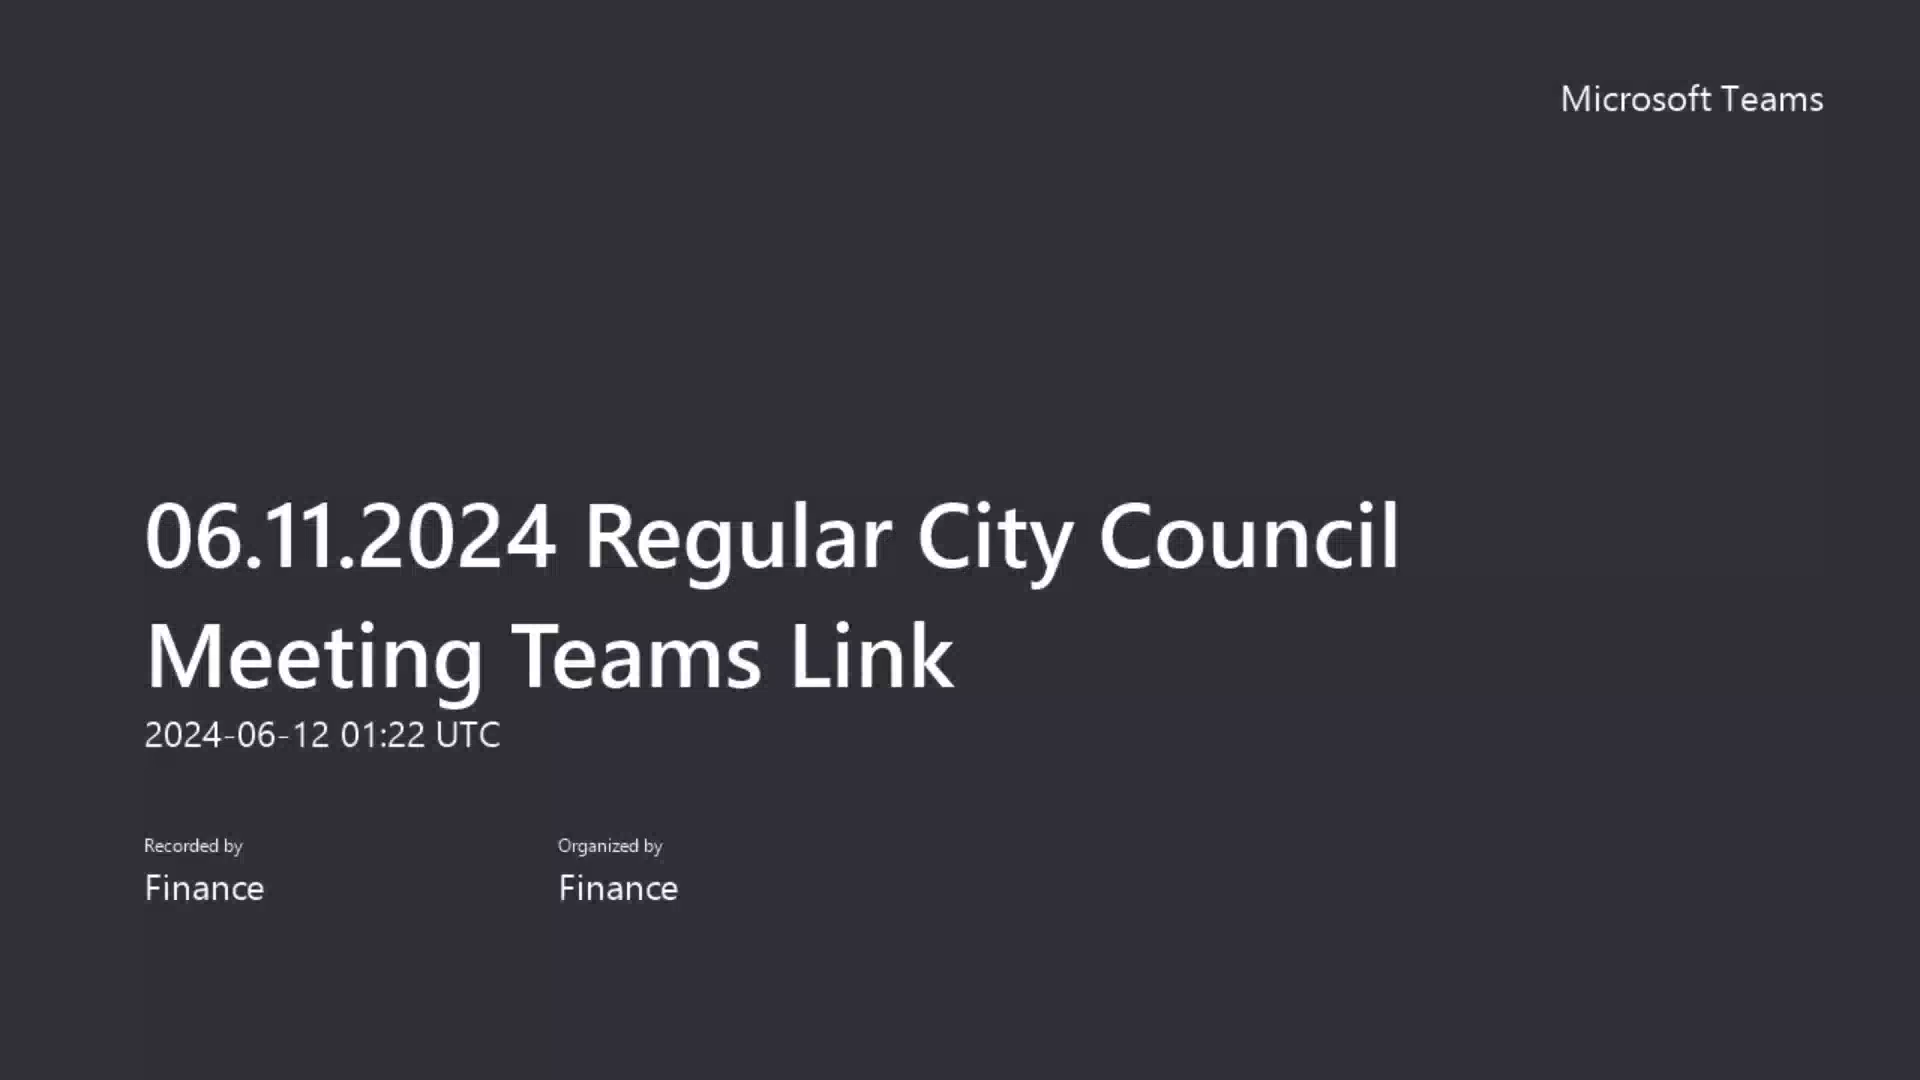 Microsoft Teams
06.11.2024 Regular City Council
Meeting Teams Link
2024-06-12 01:22 UTC
Recorded by
Organized by
Finance
Finance